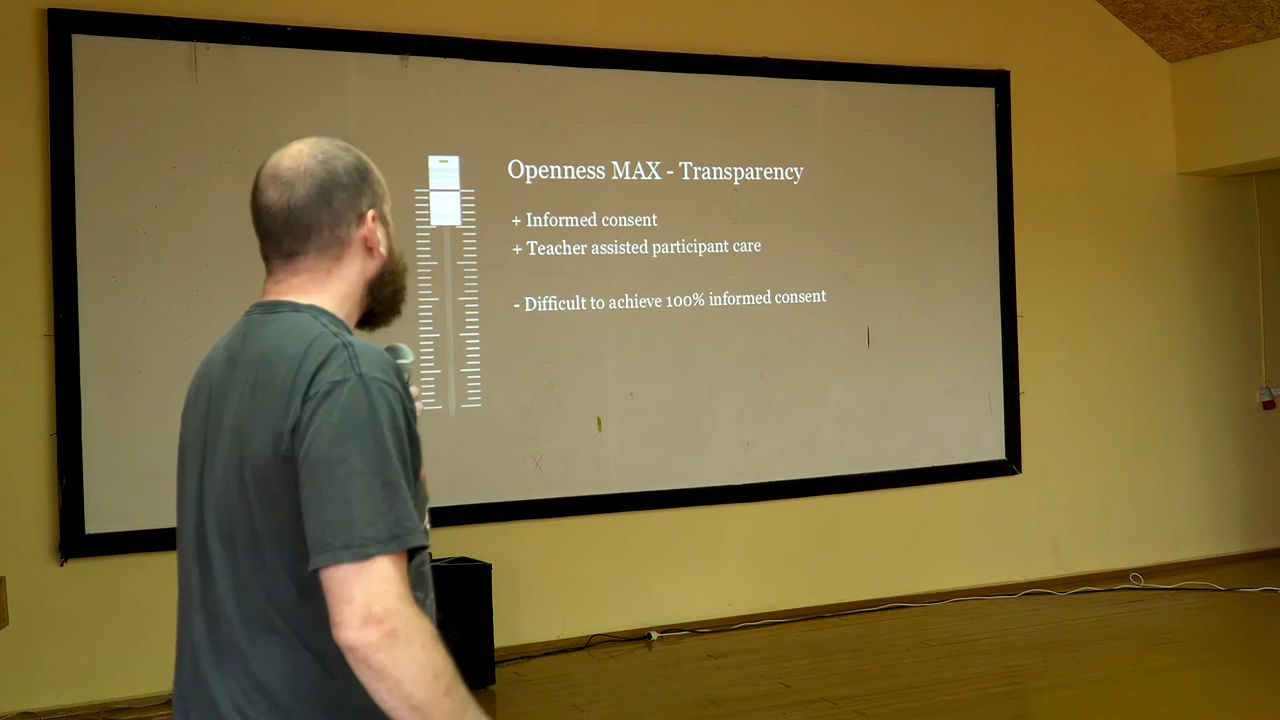 Openness MAX - Transparency
+ Informed consent
+ Teacher assisted participant care
- Difficult to achieve 100% informed consent